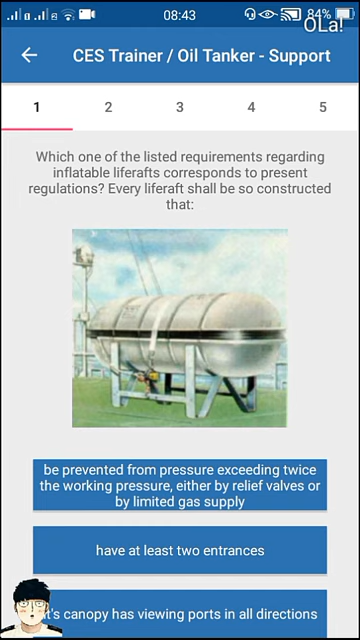 08:43
84%
OLa!
CES Trainer / Oil Tanker - Support
1 2 3 4 5
Which one of the listed requirements regarding
inflatable liferafts corresponds to present
regulations? Every liferaft shall be so constructed
that:
be prevented from pressure exceeding twice
the working pressure, either by relief valves or
by limited gas supply
have at least two entrances
it's canopy has viewing ports in all directions